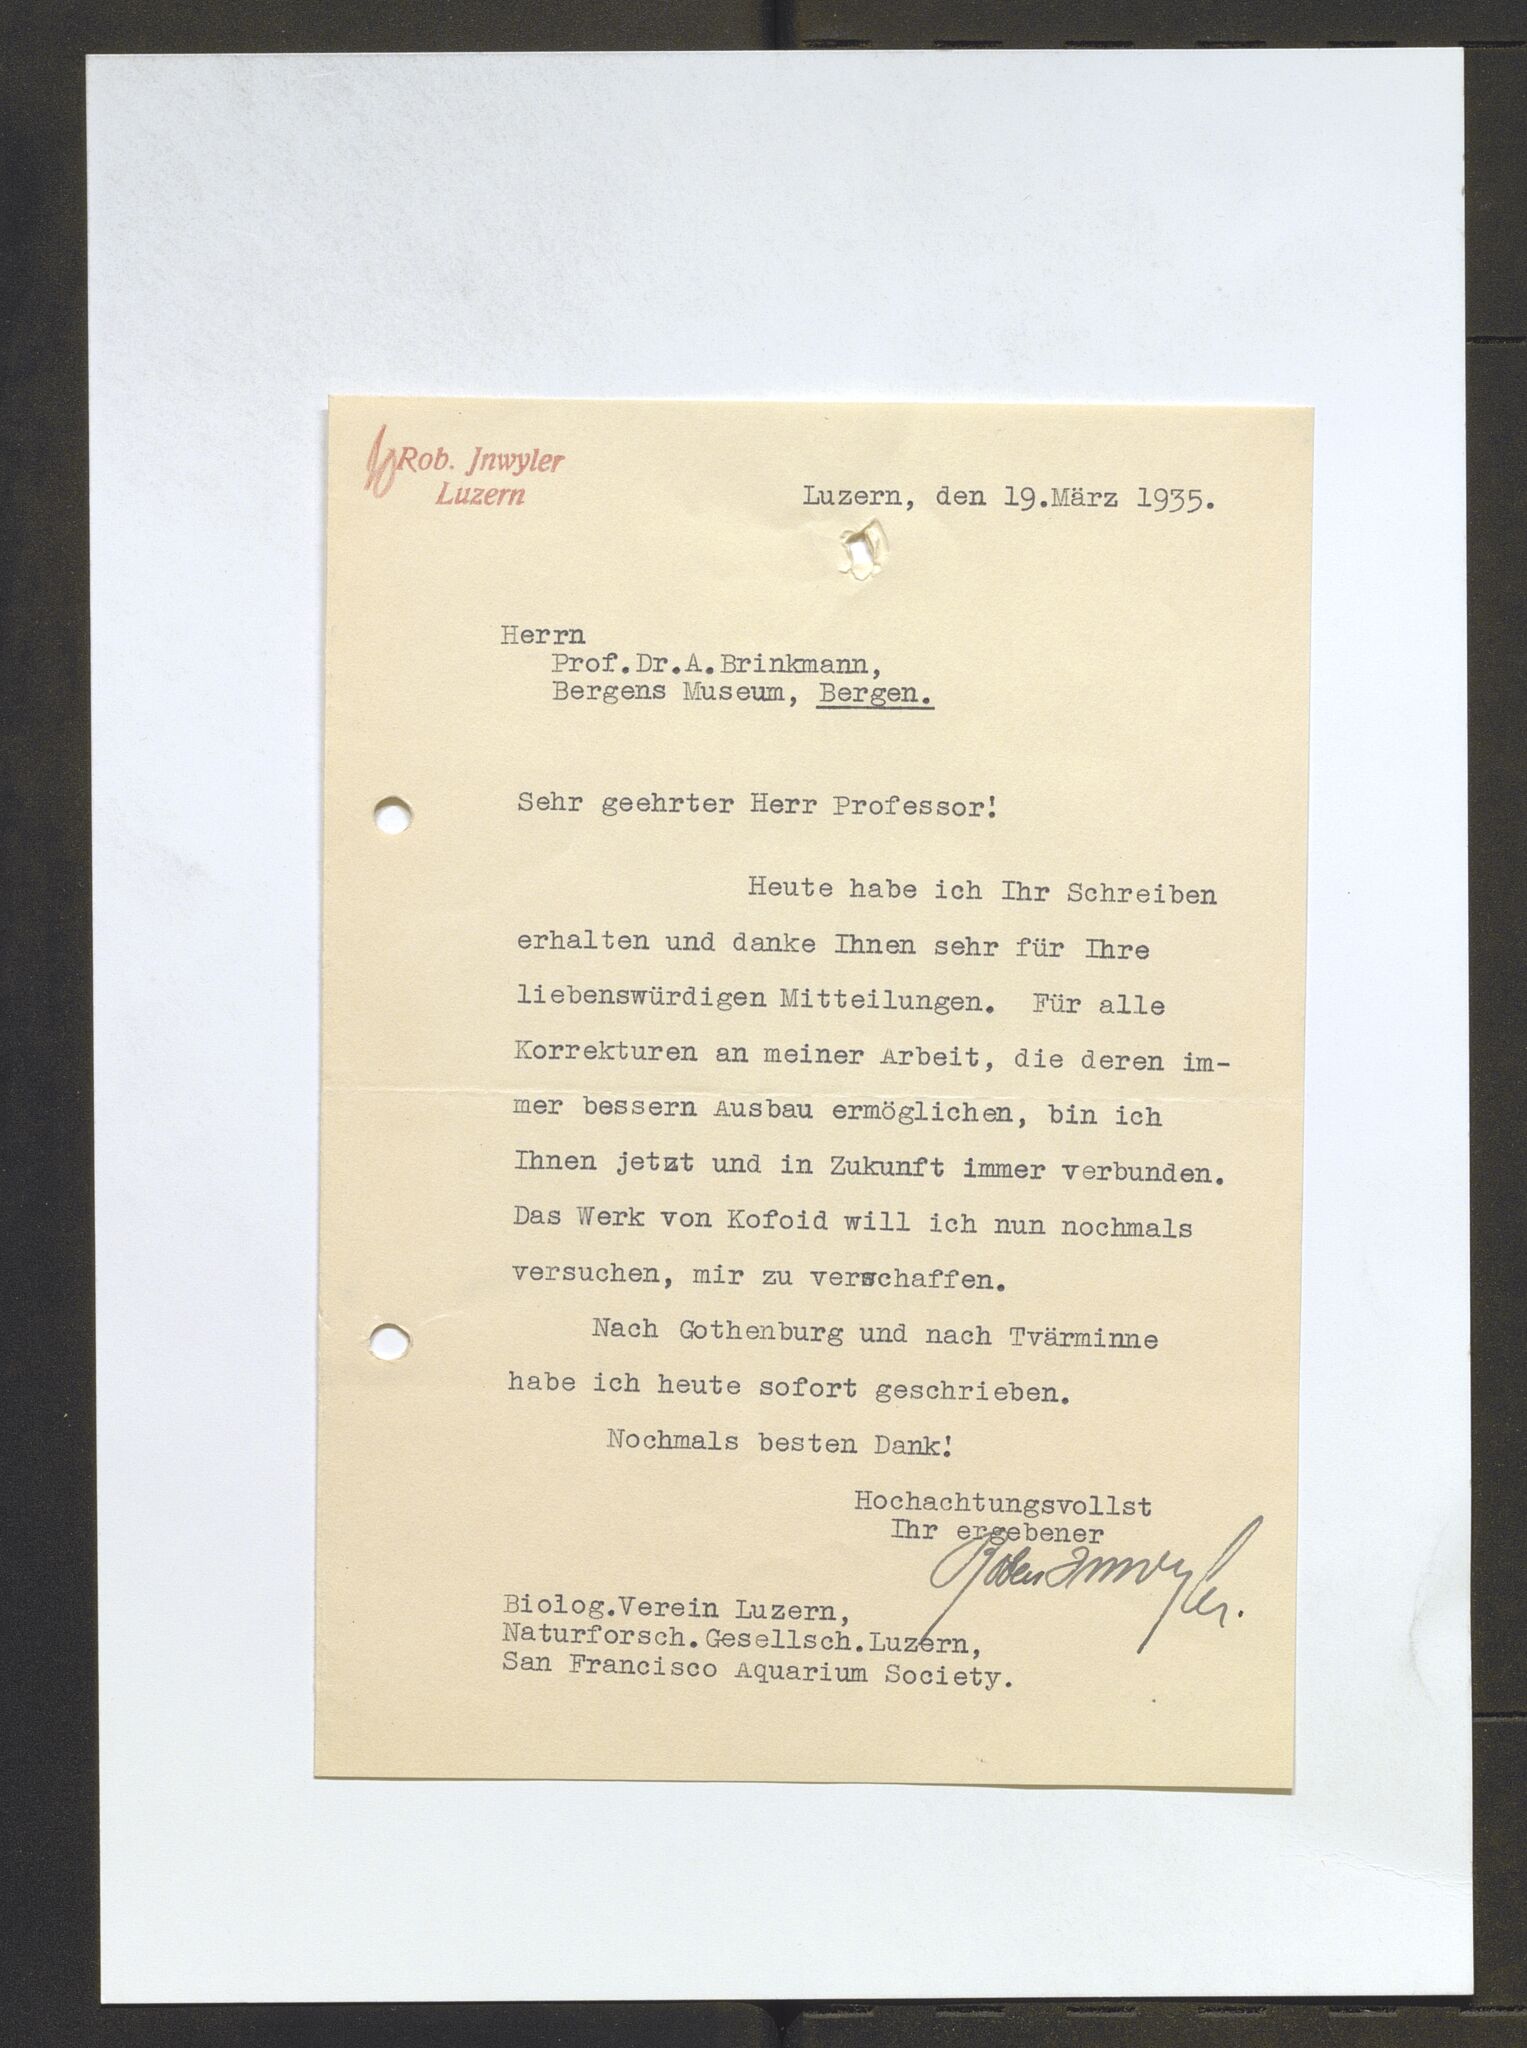 Rob. Jnwyler
Luzern
Luzern, den 19.März 1935.
Herrn
Prof.Dr.A.Brinkmann,
Bergens Museum, Bergen.
Sehr geehrter Herr Professor!
Heute habe ich Ihr Schreiben
erhalten und danke Ihnen sehr für Ihre
liebenswürdigen Mitteilungen. Für alle
Korrekturen an meiner Arbeit, die deren im-
mer bessern Ausbau ermöglichen, bin ich
Ihnen jetzt und in Zukunft immer verbunden.
Das Werk von Kofoid will ich nun nochmals
versuchen, mir zu verschaffen.
Nach Gothenburg und nach Tvärminne
habe ich heute sofort geschrieben.
Nochmals besten Dank!
Hochachtungsvollst
Ihr ergebener
Robert Inwyler.
Biolog.Verein Luzern,
Naturforsch.Gesellsch.Luzern,
San Francisco Aquarium Society.